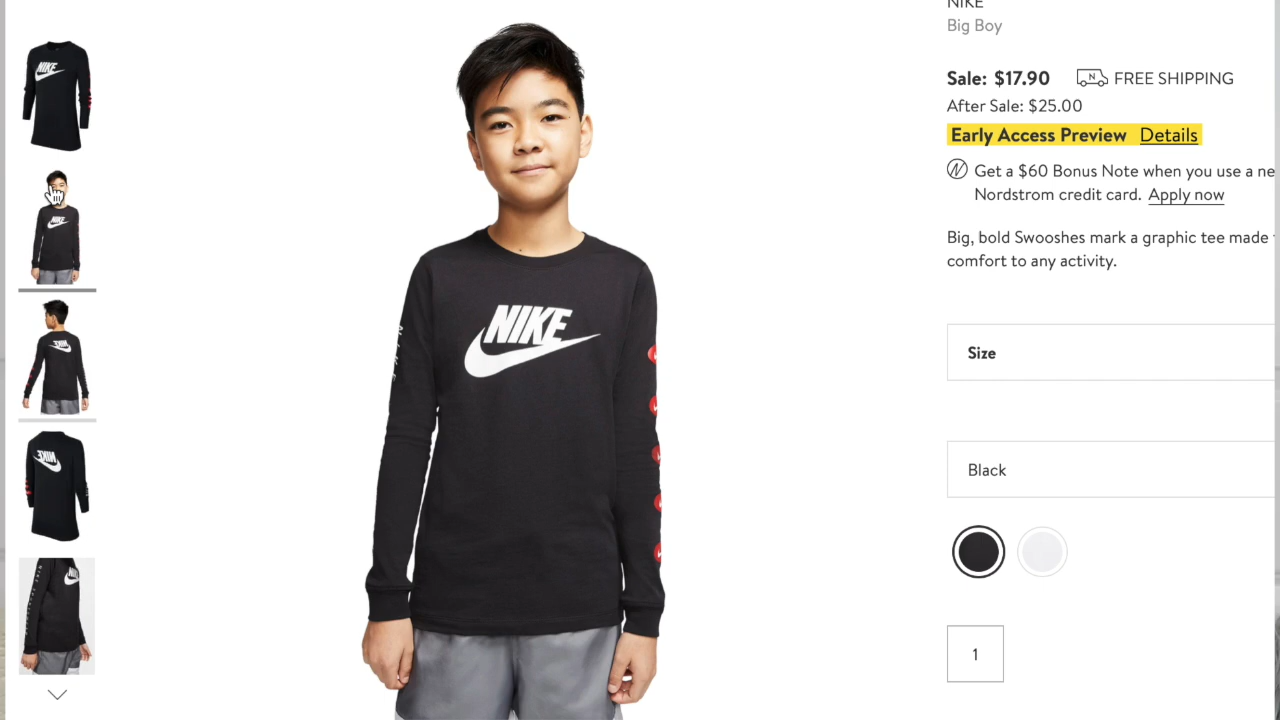 NIKE
Big Boy
Sale: $17.90 FREE SHIPPING
After Sale: $25.00
Early Access Preview Details
Get a $60 Bonus Note when you use a ne
Nordstrom credit card. Apply now
Big, bold Swooshes mark a graphic tee made
comfort to any activity.
Size
Black
1
NIKE